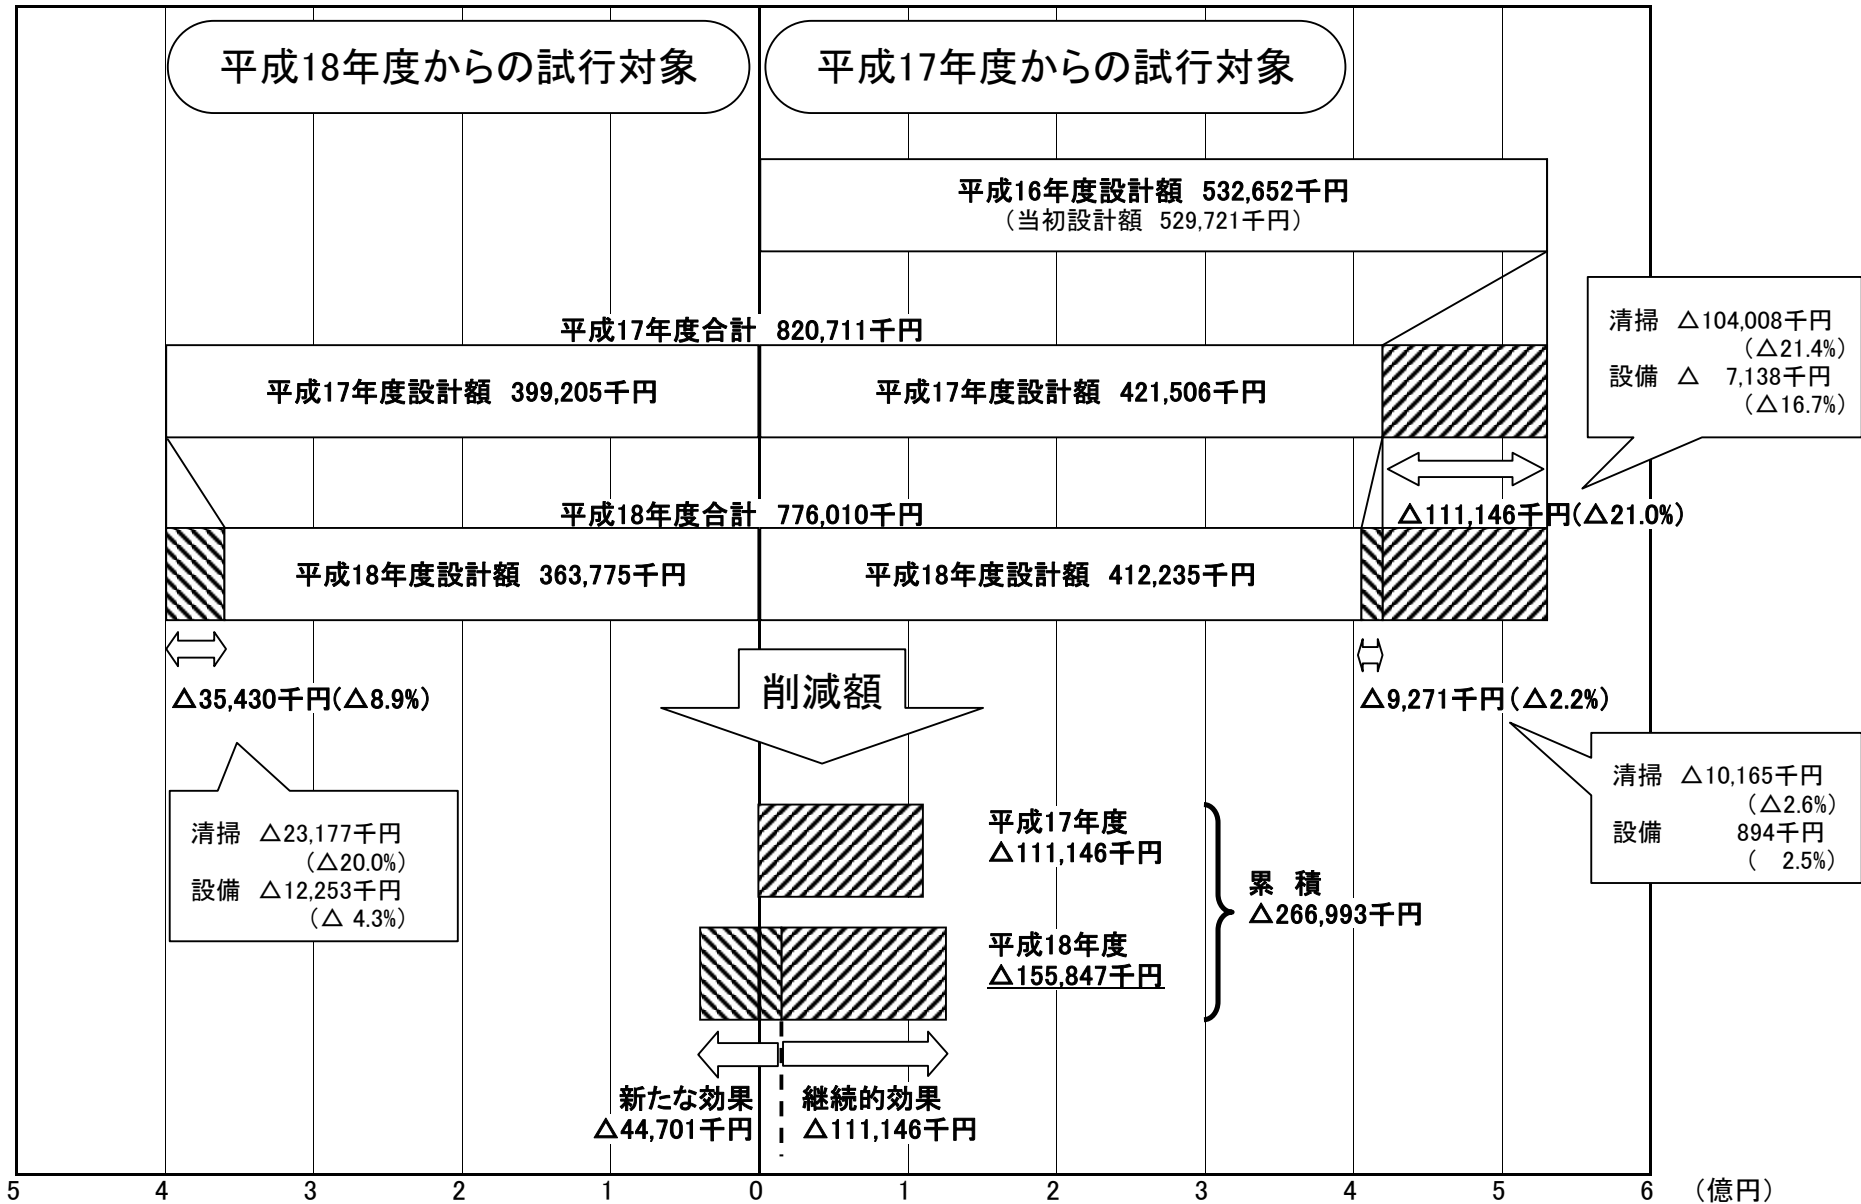 平成18年度からの試行対象
平成17年度からの試行対象
平成16年度設計額 532,652千円
(当初設計額 529,721千円)
平成17年度合計 820,711千円
平成17年度設計額 399,205千円
平成17年度設計額 421,506千円
清掃 △104,008千円
(△21.4%)
設備 △ 7,138千円
(△16.7%)
△111,146千円(△21.0%)
平成18年度合計 776,010千円
平成18年度設計額 363,775千円
平成18年度設計額 412,235千円
△35,430千円(△8.9%)
削減額
△9,271千円(△2.2%)
清掃 △23,177千円
(△20.0%)
設備 △12,253千円
(△ 4.3%)
清掃 △10,165千円
(△2.6%)
設備 894千円
( 2.5%)
平成17年度
△111,146千円
累 積
△266,993千円
平成18年度
△155,847千円
新たな効果
△44,701千円
継続的効果
△111,146千円
5 4 3 2 1 0 1 2 3 4 5 6 (億円)